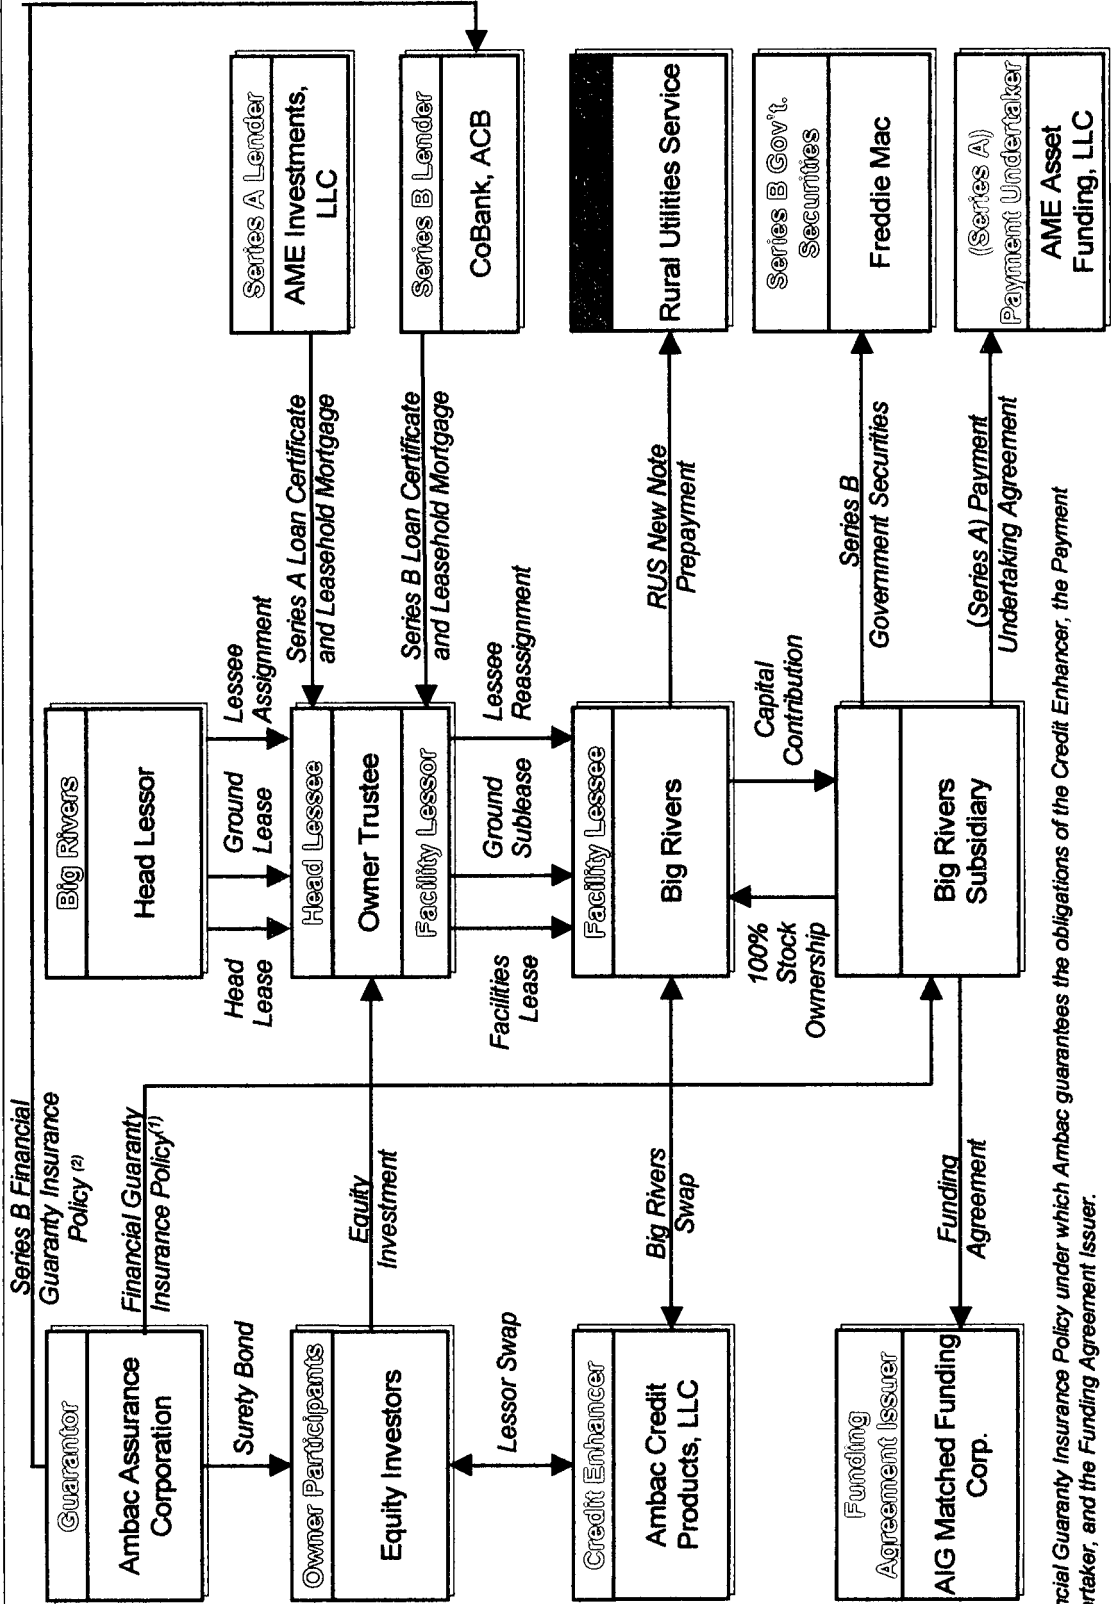 Series B Financial
Guaranty Insurance
Policy (2)
Guarantor
Ambac Assurance
Corporation
Financial Guaranty
Insurance Policy(1)
Big Rivers
Head Lessor
Surety Bond
Head
Lease
Ground
Lease
Lessee
Assignment
Series A Lender
AME Investments,
LLC
Series A Loan Certificate
and Leasehold Mortgage
Owner Participants
Equity Investors
Equity
Investment
Head Lessee
Owner Trustee
Facility Lessor
Series B Loan Certificate
and Leasehold Mortgage
Series B Lender
CoBank, ACB
Lessor Swap
Facilities
Lease
Ground
Sublease
Lessee
Reassignment
Credit Enhancer
Ambac Credit
Products, LLC
Big Rivers
Swap
Facility Lessee
Big Rivers
RUS New Note
Prepayment
Rural Utilities Service
100%
Stock
Ownership
Capital
Contribution
Series B Gov't.
Securities
Freddie Mac
Funding
Agreement Issuer
AIG Matched Funding
Corp.
Funding
Agreement
Big Rivers
Subsidiary
Series B
Government Securities
(Series A) Payment
Undertaking Agreement
(Series A)
Payment Undertaker
AME Asset
Funding, LLC
ncial Guaranty Insurance Policy under which Ambac guarantees the obligations of the Credit Enhancer, the Payment
rtaker, and the Funding Agreement Issuer.